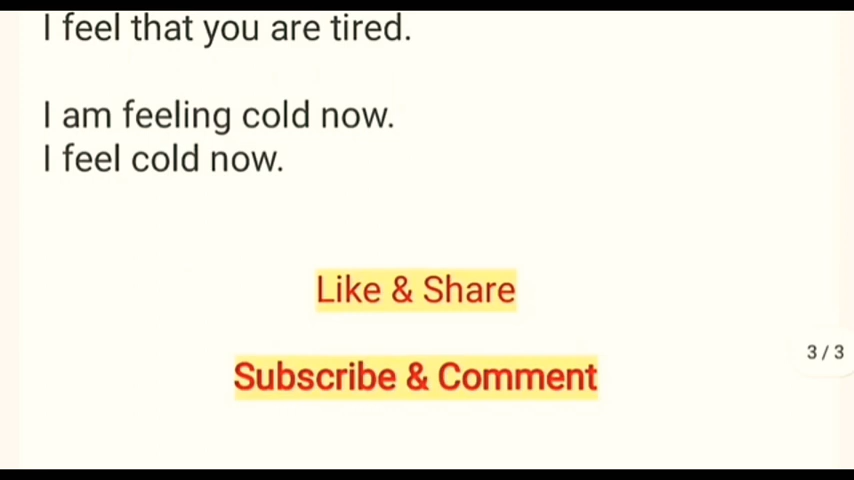 I feel that you are tired.
I am feeling cold now.
I feel cold now.
Like & Share
3 / 3
Subscribe & Comment